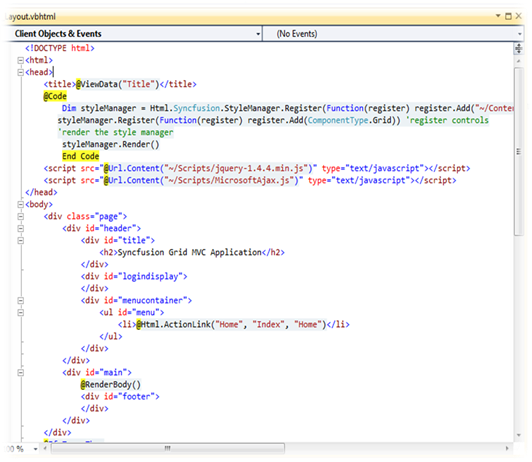 ayout.vbhtml
Client Objects & Events
(No Events)
<!DOCTYPE html>
<html>
<head>
<title>@ViewData("Title")</title>
@Code
Dim styleManager = Html.Syncfusion.StyleManager.Register(Function(register) register.Add("~/Conte
styleManager.Register(Function(register) register.Add(ComponentType.Grid)) 'register controls
'render the style manager
styleManager.Render()
End Code
<script src="@Url.Content("~/Scripts/jquery-1.4.4.min.js")" type="text/javascript"></script>
<script src="@Url.Content("~/Scripts/MicrosoftAjax.js")" type="text/javascript"></script>
</head>
<body>
<div class="page">
<div id="header">
<div id="title">
<h2>Syncfusion Grid MVC Application</h2>
</div>
<div id="logindisplay">
</div>
<div id="menucontainer">
<ul id="menu">
<li>@Html.ActionLink("Home", "Index", "Home")</li>
</ul>
</div>
</div>
<div id="main">
@RenderBody()
<div id="footer">
</div>
</div>
</div>